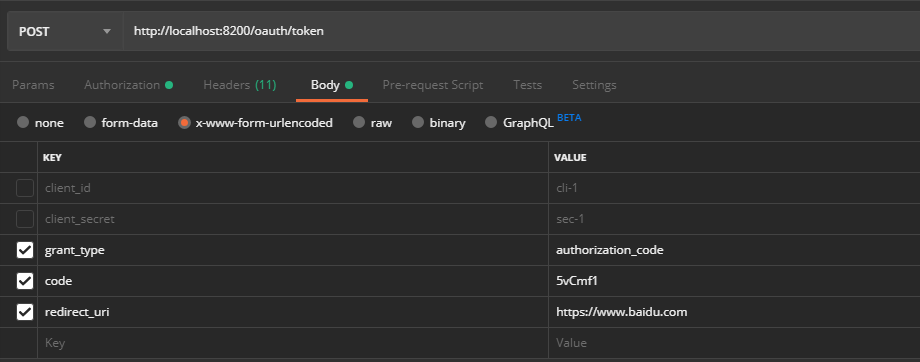 POST http://localhost:8200/oauth/token
Params Authorization Headers (11) Body Pre-request Script Tests Settings
none form-data x-www-form-urlencoded raw binary GraphQL BETA
KEY VALUE
client_id cli-1
client_secret sec-1
grant_type authorization_code
code 5vCmf1
redirect_uri https://www.baidu.com
Key Value